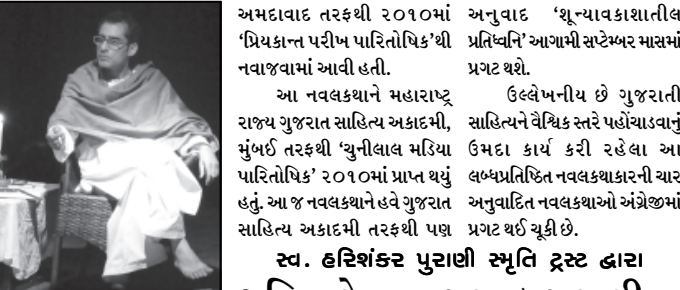 અમદાવાદ તરફથી ૨૦૧૦માં
'પ્રિયકાન્ત પરીખ પારિતોષિક'થી
નવાજવામાં આવી હતી.
આ નવલકથાને મહારાષ્ટ્ર
રાજ્ય ગુજરાત સાહિત્ય અકાદમી,
મુંબઈ તરફથી 'ચુનીલાલ મડિયા
પારિતોષિક' ૨૦૧૦માં પ્રાપ્ત થયું
હતું. આ જ નવલકથાને હવે ગુજરાત
સાહિત્ય અકાદમી તરફથી પણ
અનુવાદ 'શૂન્યાવકાશાતીલ
પ્રતિધ્વનિ' આગામી સપ્ટેમ્બર માસમાં
પ્રગટ થશે.
ઉલ્લેખનીય છે ગુજરાતી
સાહિત્યને વૈશ્વિક સ્તરે પહોંચાડવાનું
ઉમદા કાર્ય કરી રહેલા આ
લબ્ધપ્રતિષ્ઠિત નવલકથાકારની ચાર
અનુવાદિત નવલકથાઓ અંગ્રેજીમાં
પ્રગટ થઈ ચૂકી છે.
સ્વ. હરિશંકર પુરાણી સ્મૃતિ ટ્રસ્ટ દ્વારા